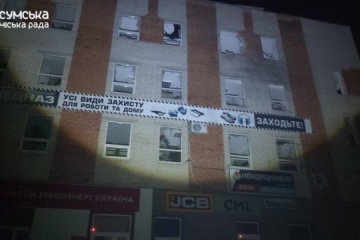 СУМСЬКА
МІСЬКА РАДА
УСІ ВИДИ ЗАХИСТУ
ДЛЯ РОБОТИ ТА ДОМУ
ЗАХОДЬТЕ!
МАШИНЕРІ УКРАЇНА
JCB
CML